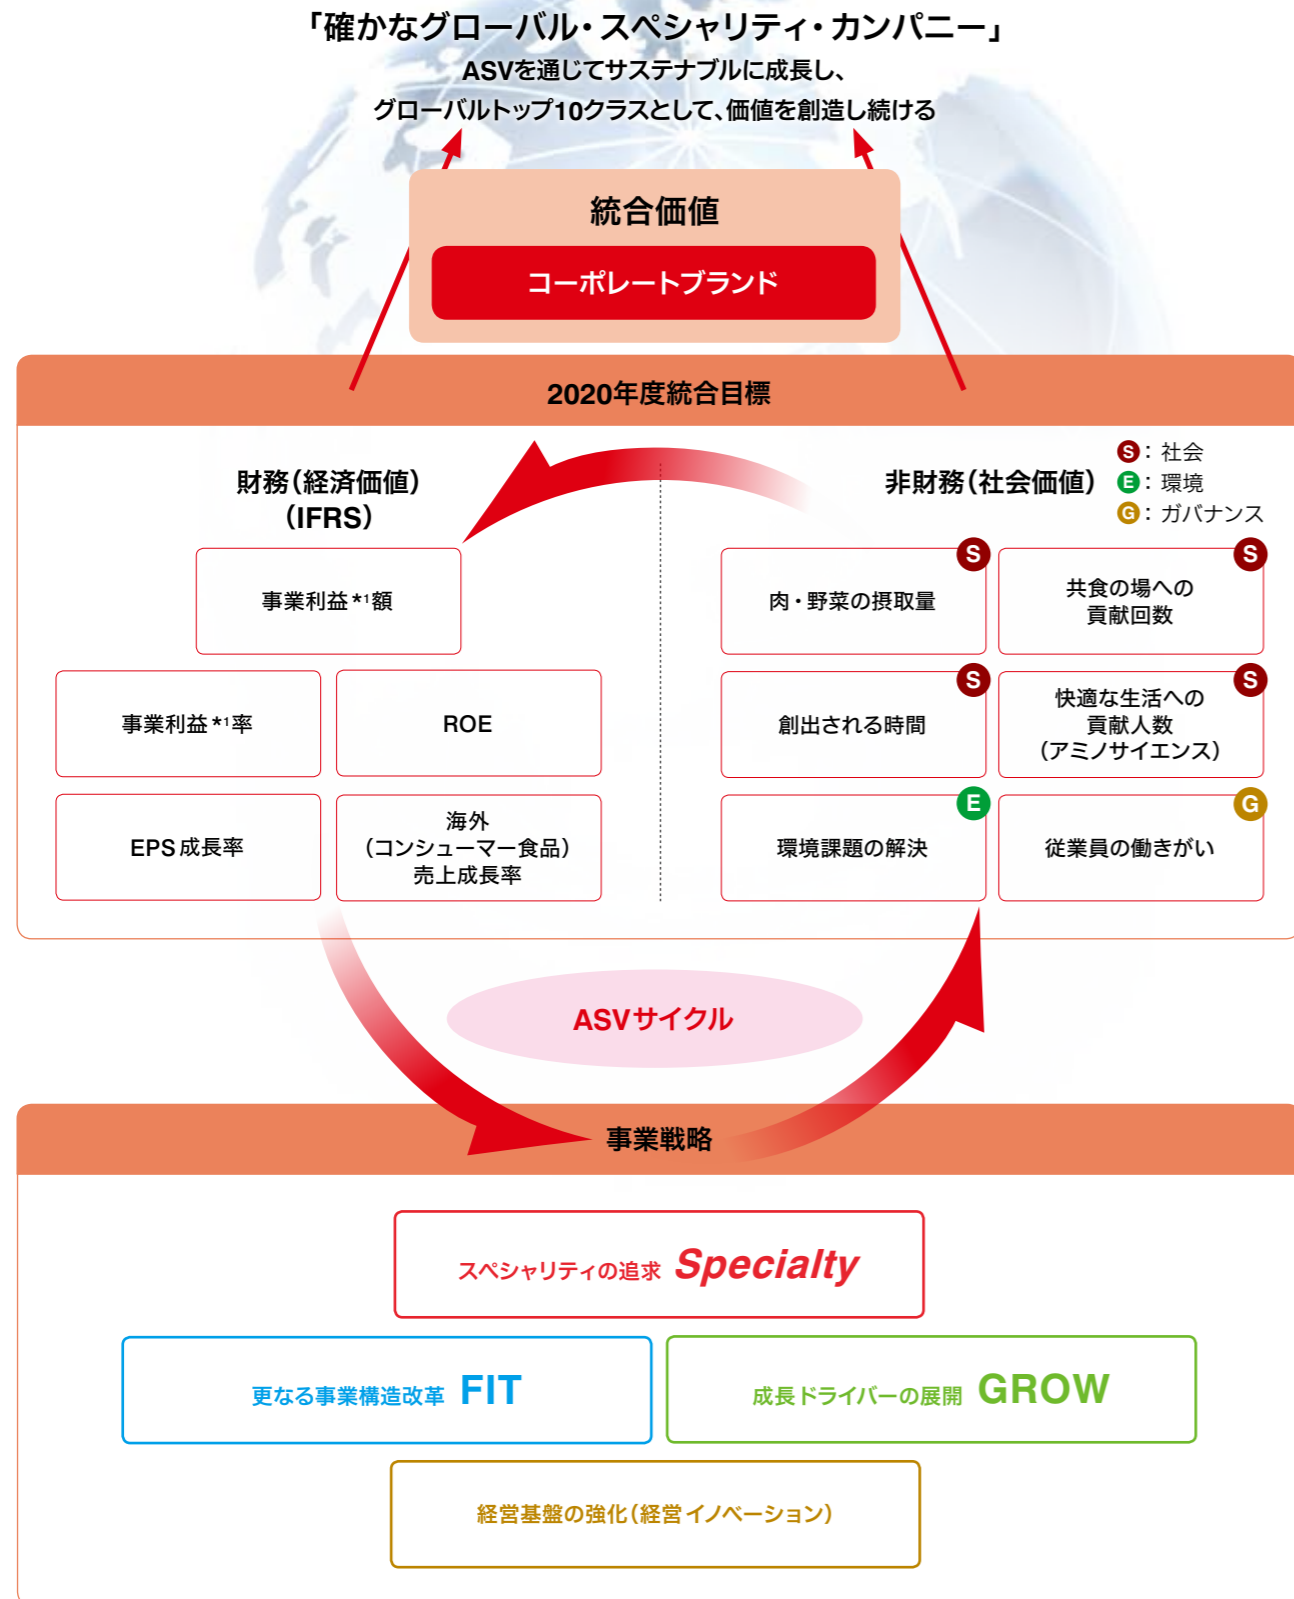 「確かなグローバル・スペシャリティ・カンパニー」
ASVを通じてサステナブルに成長し、
グローバルトップ10クラスとして、価値を創造し続ける
統合価値
コーポレートブランド
2020年度統合目標
財務（経済価値）
（IFRS）
事業利益*1額
事業利益*1率
ROE
EPS成長率
海外
（コンシューマー食品）
売上成長率
非財務（社会価値）
S：社会
E：環境
G：ガバナンス
肉・野菜の摂取量
S
共食の場への
貢献回数
S
創出される時間
S
快適な生活への
貢献人数
（アミノサイエンス）
S
環境課題の解決
E
従業員の働きがい
G
ASVサイクル
事業戦略
スペシャリティの追求 Specialty
更なる事業構造改革 FIT
成長ドライバーの展開 GROW
経営基盤の強化（経営イノベーション）